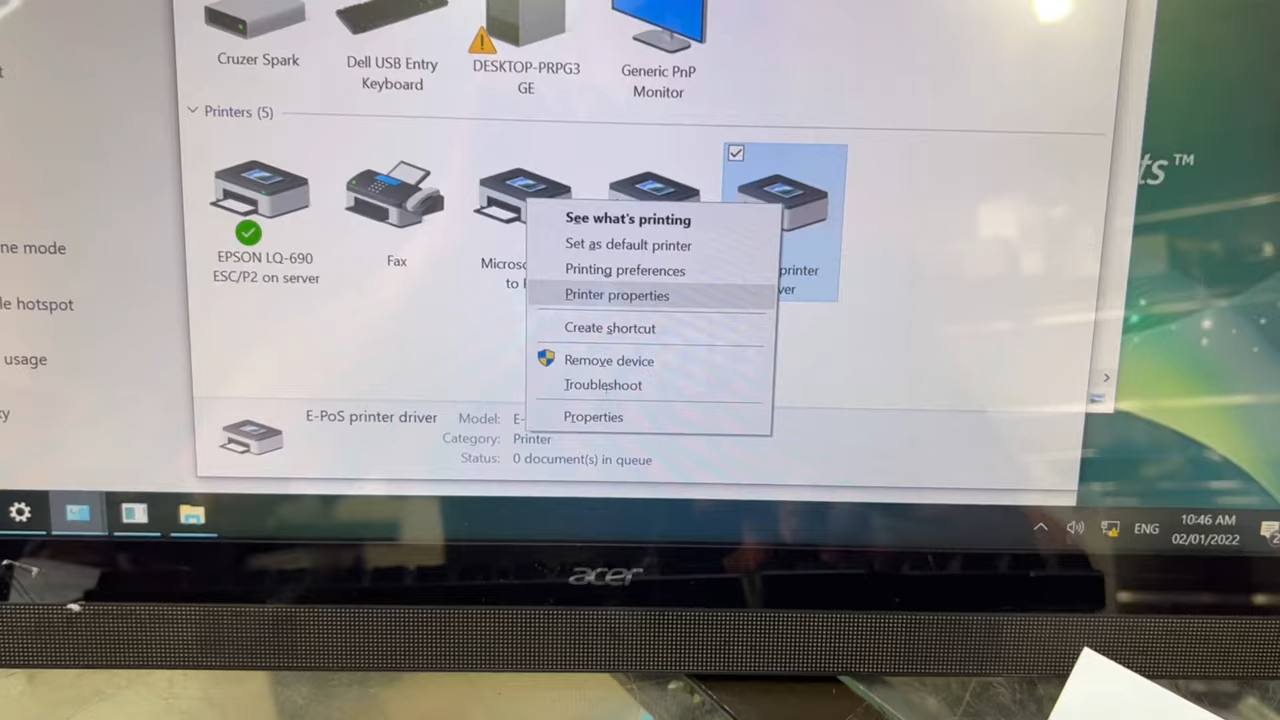 Cruzer Spark
Dell USB Entry
Keyboard
DESKTOP-PRPG3
GE
Generic PnP
Monitor
Printers (5)
ts™
EPSON LQ-690
ESC/P2 on server
Fax
to
printer
See what's printing
Set as default printer
Printing preferences
Printer properties
Create shortcut
Remove device
Troubleshoot
Properties
ne mode
le hotspot
usage
E-PoS printer driver
Model: E-
Category: Printer
Status: 0 document(s) in queue
ENG
10:46 AM
02/01/2022
acer